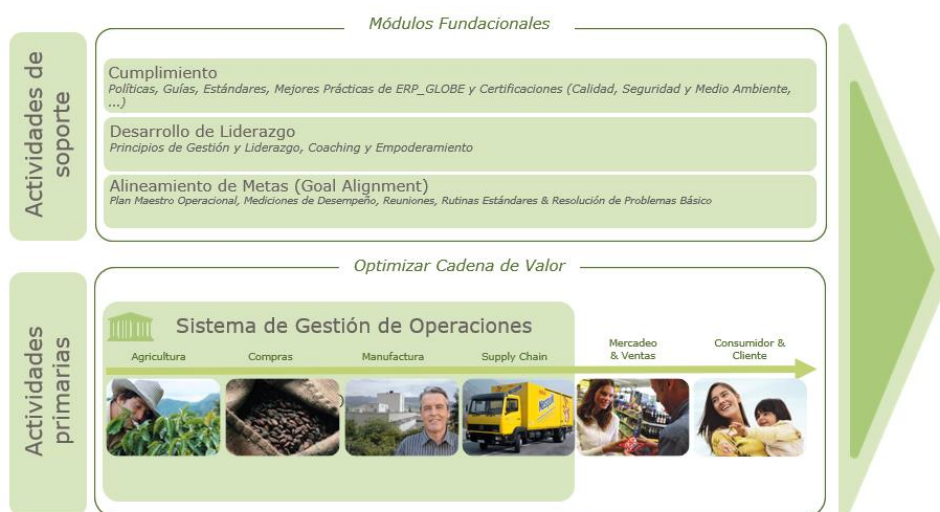 Módulos Fundacionales
Actividades de
soporte
Cumplimiento
Políticas, Guías, Estándares, Mejores Prácticas de ERP_GLOBE y Certificaciones (Calidad, Seguridad y Medio Ambiente,
...)
Desarrollo de Liderazgo
Principios de Gestión y Liderazgo, Coaching y Empoderamiento
Alineamiento de Metas (Goal Alignment)
Plan Maestro Operacional, Mediciones de Desempeño, Reuniones, Rutinas Estándares & Resolución de Problemas Básico
Optimizar Cadena de Valor
Actividades
primarias
Sistema de Gestión de Operaciones
Agricultura
Compras
Manufactura
Supply Chain
Mercadeo
& Ventas
Consumidor &
Cliente